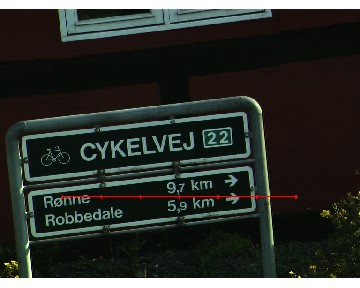 CYKELVEJ 22
Rønne 9,7 km →
Robbedale 5,9 km →